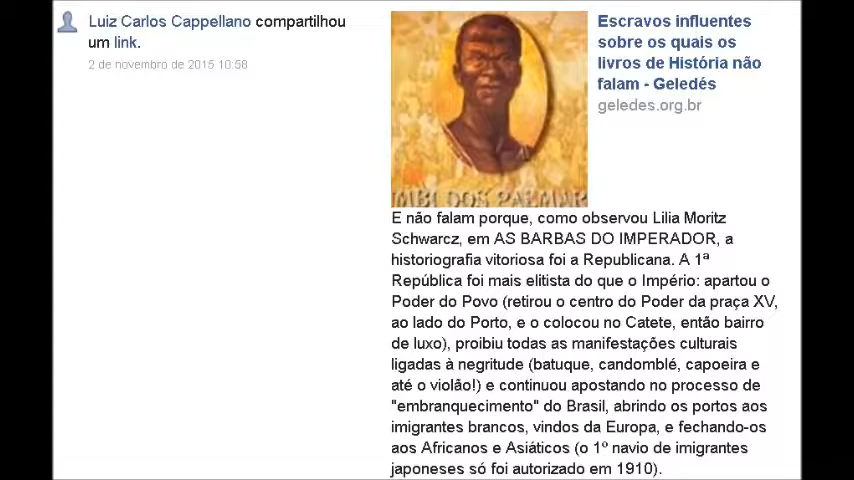 Luiz Carlos Cappellano compartilhou
um link.
2 de novembro de 2015 10:58
Escravos influentes
sobre os quais os
livros de História não
falam - Geledés
geledes.org.br
MBI DOS PALMAR
E não falam porque, como observou Lilia Moritz
Schwarcz, em AS BARBAS DO IMPERADOR, a
historiografia vitoriosa foi a Republicana. A 1ª
República foi mais elitista do que o Império: apartou o
Poder do Povo (retirou o centro do Poder da praça XV,
ao lado do Porto, e o colocou no Catete, então bairro
de luxo), proibiu todas as manifestações culturais
ligadas à negritude (batuque, candomblé, capoeira e
até o violão!) e continuou apostando no processo de
"embranquecimento" do Brasil, abrindo os portos aos
imigrantes brancos, vindos da Europa, e fechando-os
aos Africanos e Asiáticos (o 1º navio de imigrantes
japoneses só foi autorizado em 1910).